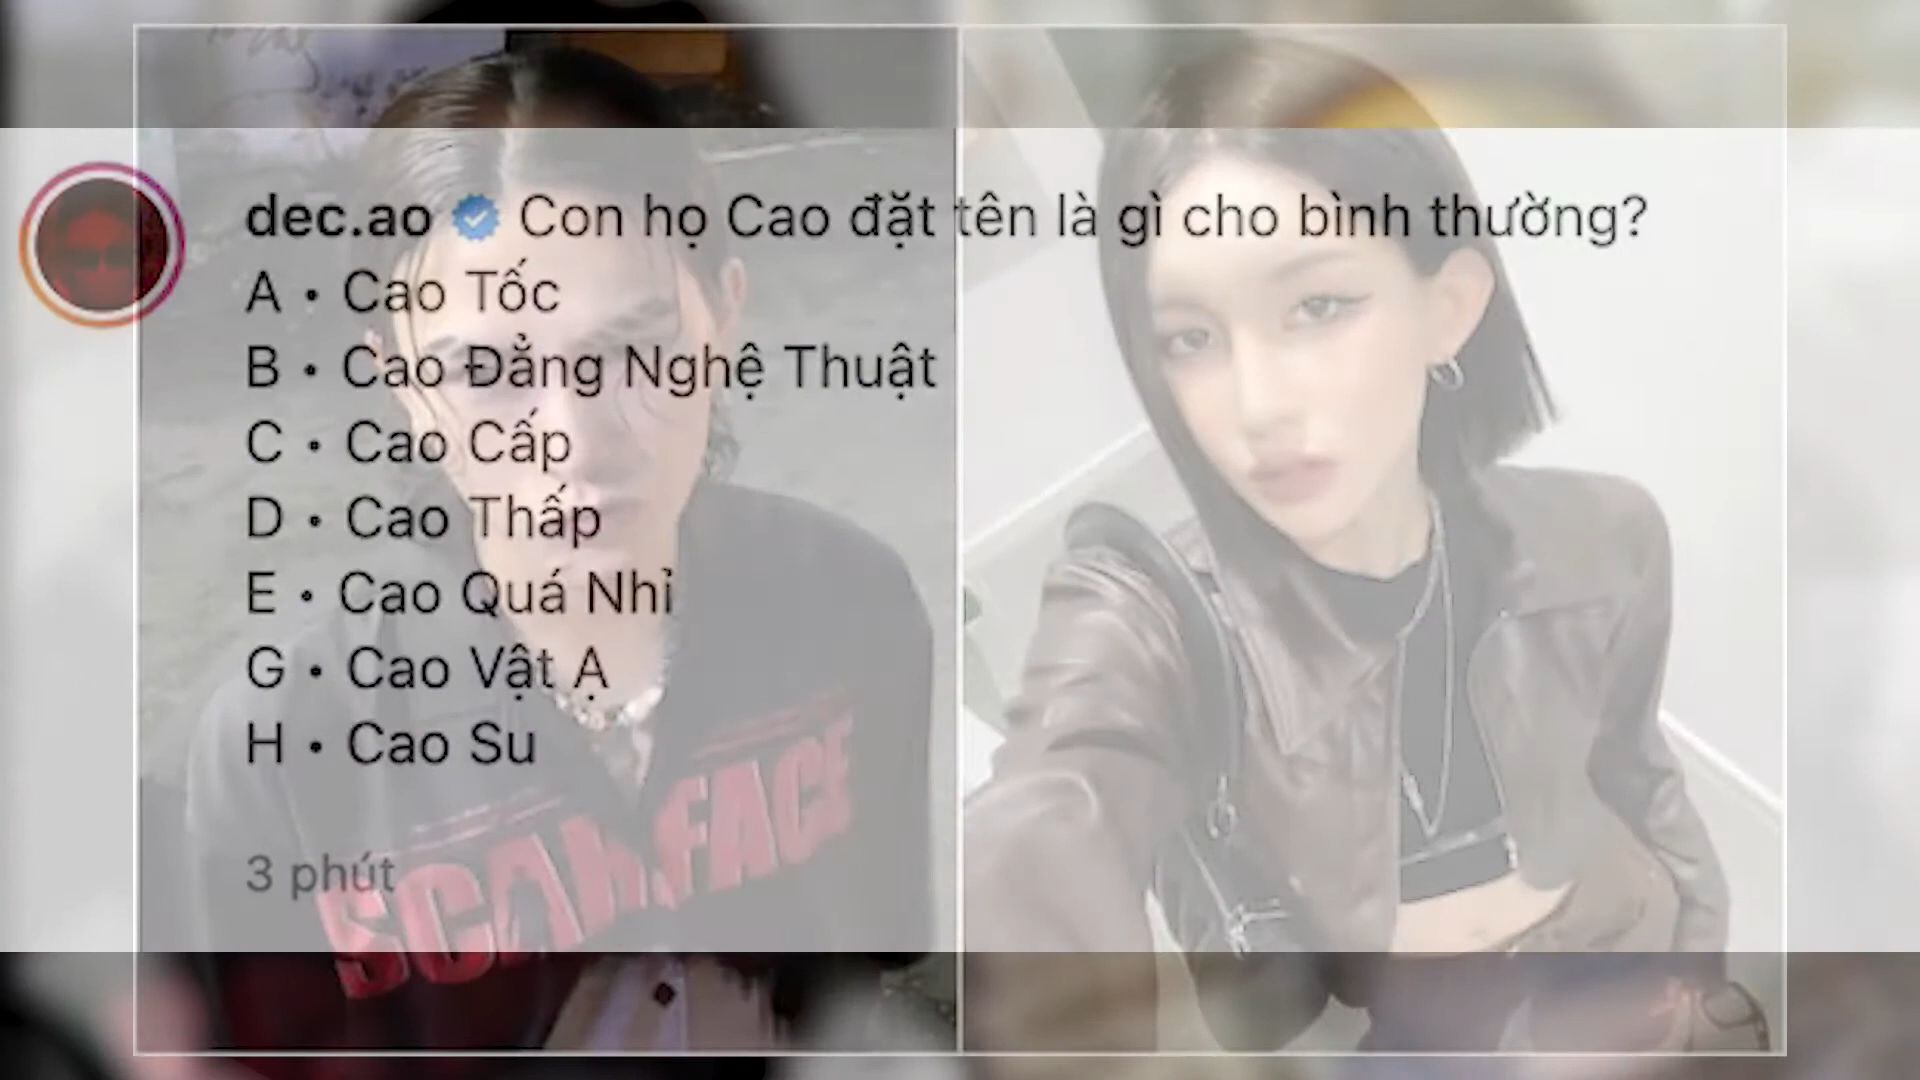 dec.ao Con họ Cao đặt tên là gì cho bình thường?
A • Cao Tốc
B • Cao Đẳng Nghệ Thuật
C • Cao Cấp
D • Cao Thấp
E • Cao Quá Nhỉ
G • Cao Vật Ạ
H • Cao Su
3 phút
SCARFACE